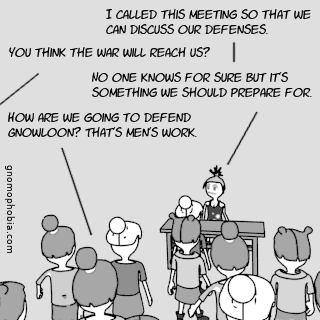 I CALLED THIS MEETING SO THAT WE
CAN DISCUSS OUR DEFENSES.
YOU THINK THE WAR WILL REACH US?
NO ONE KNOWS FOR SURE BUT IT'S
SOMETHING WE SHOULD PREPARE FOR.
HOW ARE WE GOING TO DEFEND
GNOWLOON? THAT'S MEN'S WORK.
gnomophobia.com